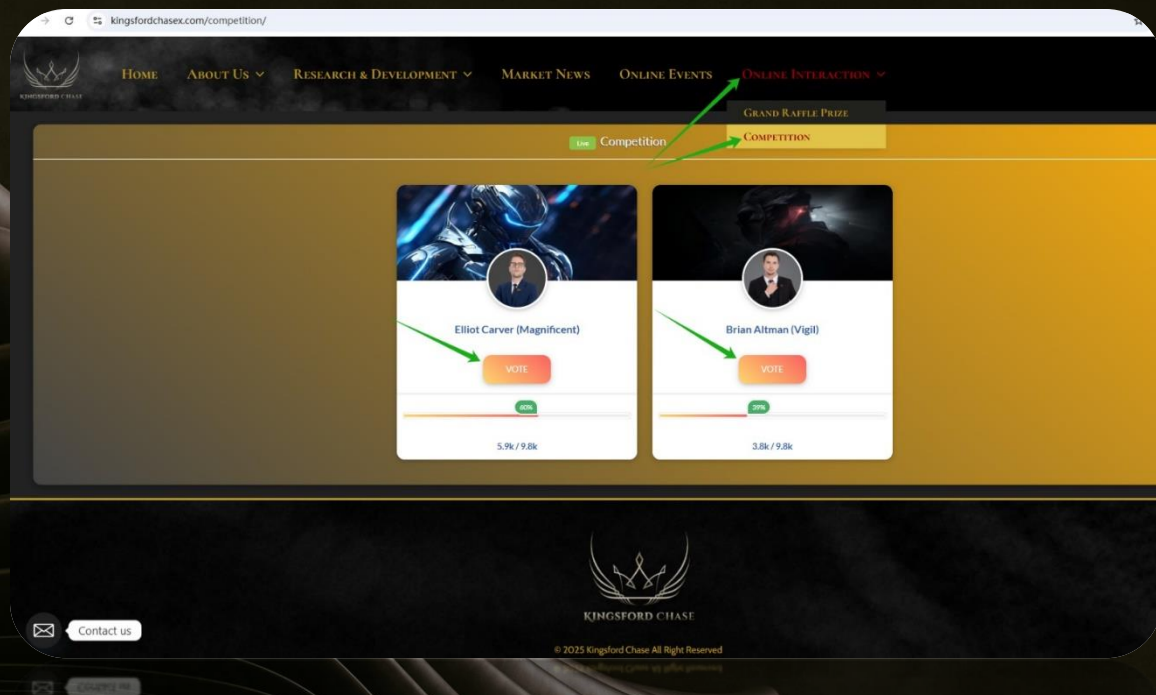 kingsfordchasex.com/competition/
Home About Us Research & Development Market News Online Events Online Interaction
KINGSFORD CHASE
Grand Raffle Prize
Competition
Live Competition
Elliot Carver (Magnificent)
VOTE
60%
5.9k / 9.8k
Brian Altman (Vigil)
VOTE
39%
3.8k / 9.8k
KINGSFORD CHASE
Contact us
© 2025 Kingsford Chase All Right Reserved